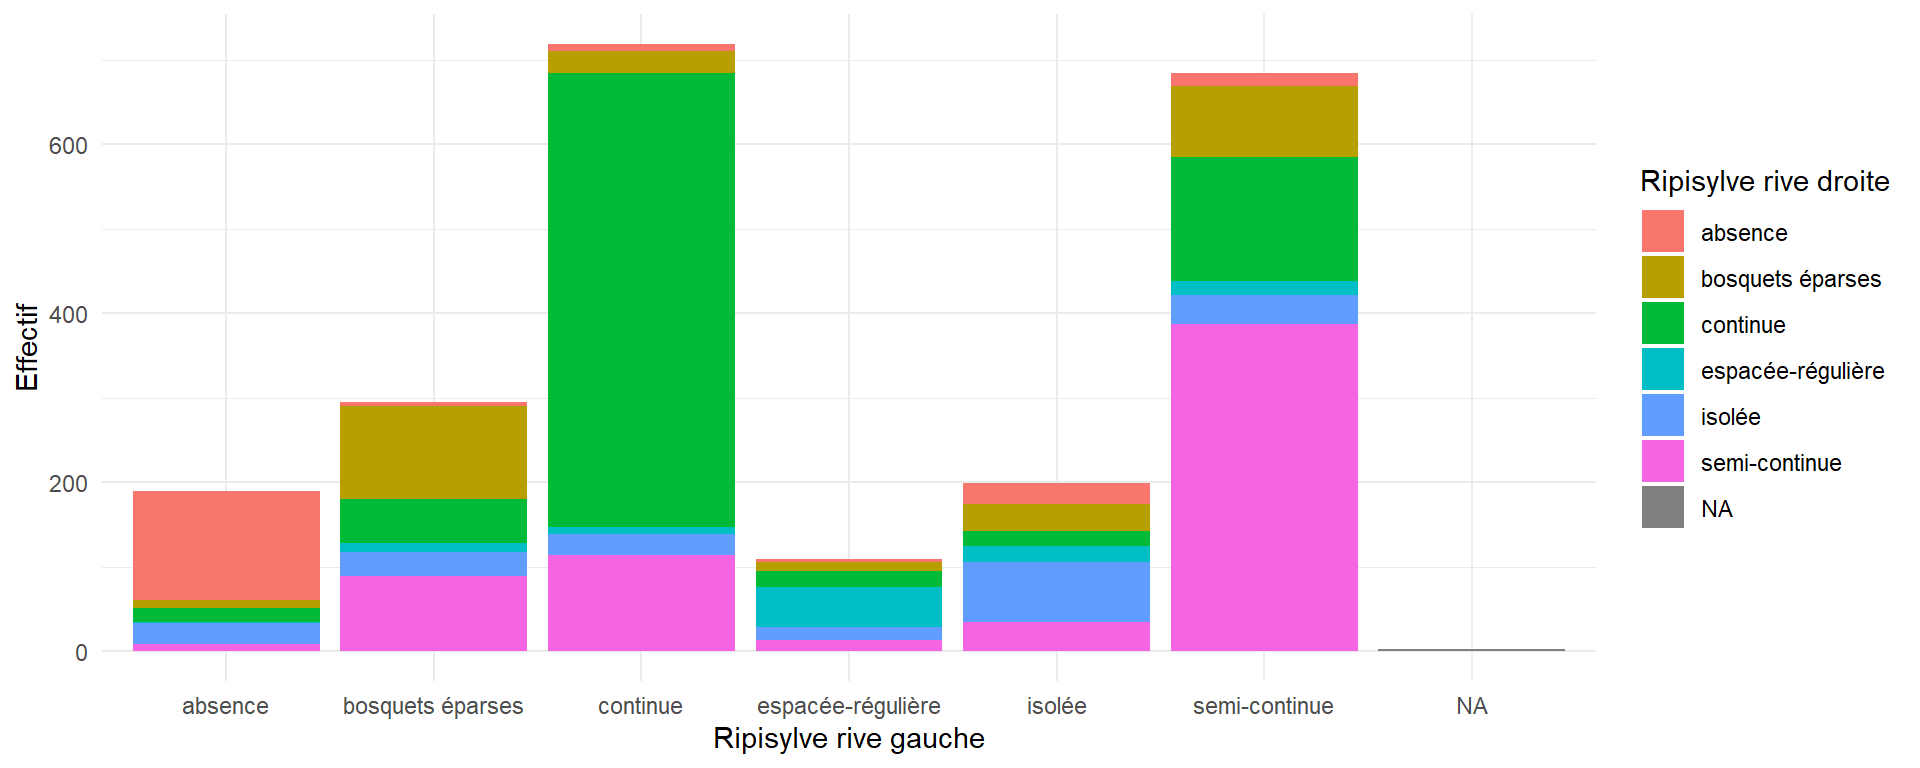 Effectif
600
400
200
0
absence
bosquets éparses
continue
espacée-régulière
isolée
semi-continue
NA
Ripisylve rive gauche
Ripisylve rive droite
absence
bosquets éparses
continue
espacée-régulière
isolée
semi-continue
NA